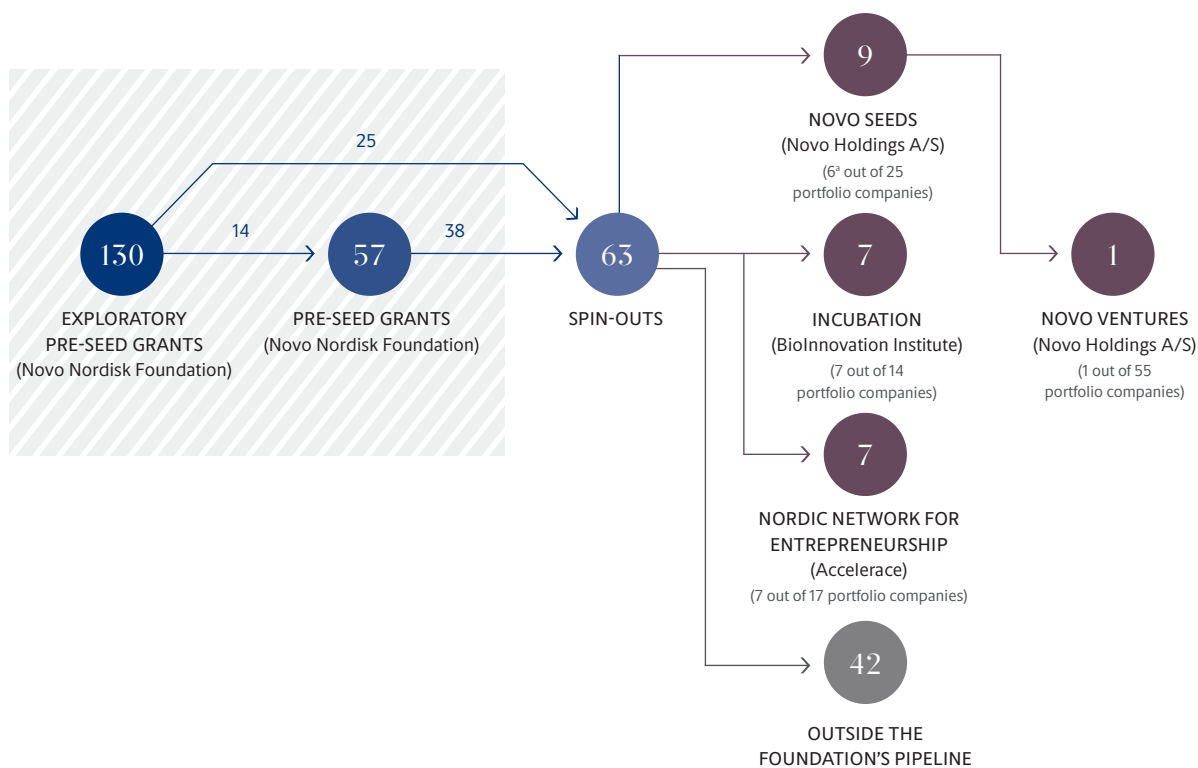 9
NOVO SEEDS
(Novo Holdings A/S)
(6ª out of 25
portfolio companies)
25
130
14
57
38
63
7
1
EXPLORATORY
PRE-SEED GRANTS
(Novo Nordisk Foundation)
PRE-SEED GRANTS
(Novo Nordisk Foundation)
SPIN-OUTS
INCUBATION
(BioInnovation Institute)
(7 out of 14
portfolio companies)
NOVO VENTURES
(Novo Holdings A/S)
(1 out of 55
portfolio companies)
7
NORDIC NETWORK FOR
ENTREPRENEURSHIP
(Accelerace)
(7 out of 17 portfolio companies)
42
OUTSIDE THE
FOUNDATION'S PIPELINE